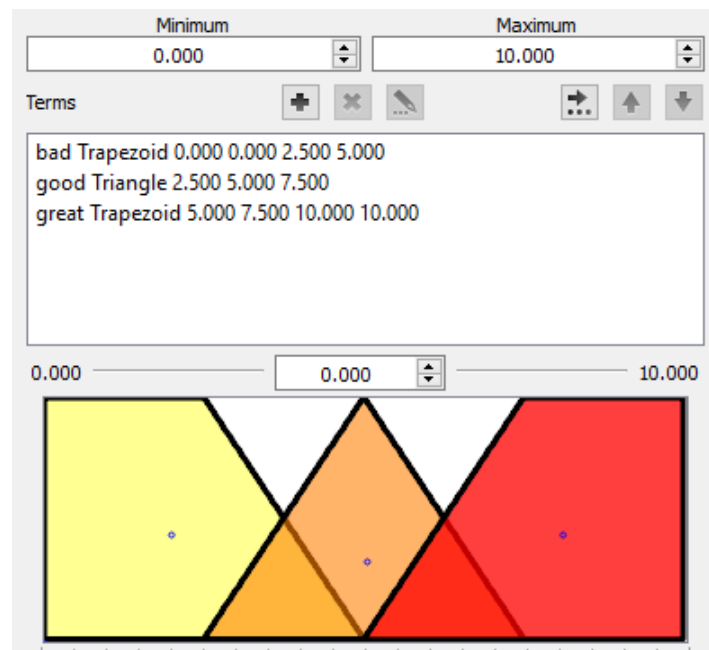 Minimum Maximum
0.000 10.000
Terms
bad Trapezoid 0.000 0.000 2.500 5.000
good Triangle 2.500 5.000 7.500
great Trapezoid 5.000 7.500 10.000 10.000
0.000 0.000 10.000